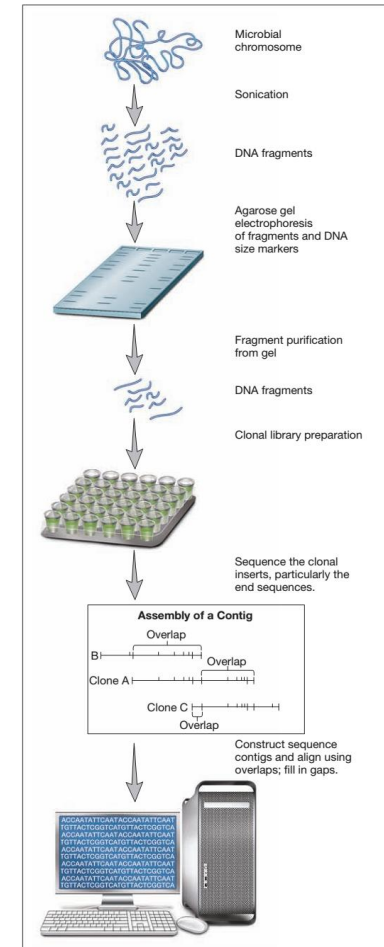 Microbial
chromosome
Sonication
DNA fragments
Agarose gel
electrophoresis
of fragments and DNA
size markers
Fragment purification
from gel
DNA fragments
Clonal library preparation
Sequence the clonal
inserts, particularly the
end sequences.
Assembly of a Contig
Overlap
B
Overlap
Clone A
Clone C
Overlap
Construct sequence
contigs and align using
overlaps; fill in gaps.
ACCAATATTCAATACCAATATTCAAT
TGTTACTCGGTCATGTTACTCGGTCA
ACCAATATTCAATACCAATATTCAAT
TGTTACTCGGTCATGTTACTCGGTCA
ACCAATATTCAATACCAATATTCAAT
TGTTACTCGGTCATGTTACTCGGTCA
ACCAATATTCAATACCAATATTCAAT
TGTTACTCGGTCATGTTACTCGGTCA